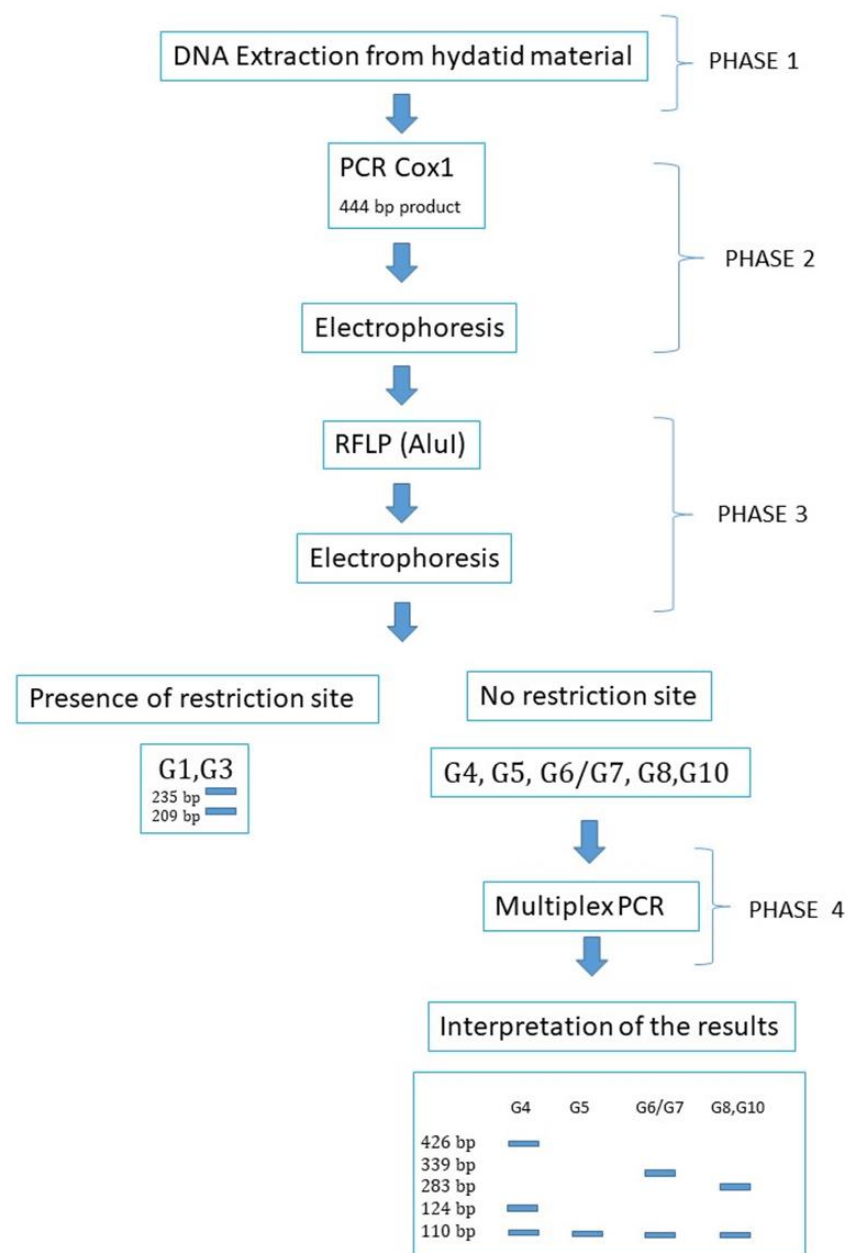 DNA Extraction from hydatid material
PHASE 1
PCR Cox1
444 bp product
PHASE 2
Electrophoresis
RFLP (AluI)
PHASE 3
Electrophoresis
Presence of restriction site
No restriction site
G1,G3
235 bp
209 bp
G4, G5, G6/G7, G8,G10
Multiplex PCR
PHASE 4
Interpretation of the results
G4 G5 G6/G7 G8,G10
426 bp
339 bp
283 bp
124 bp
110 bp